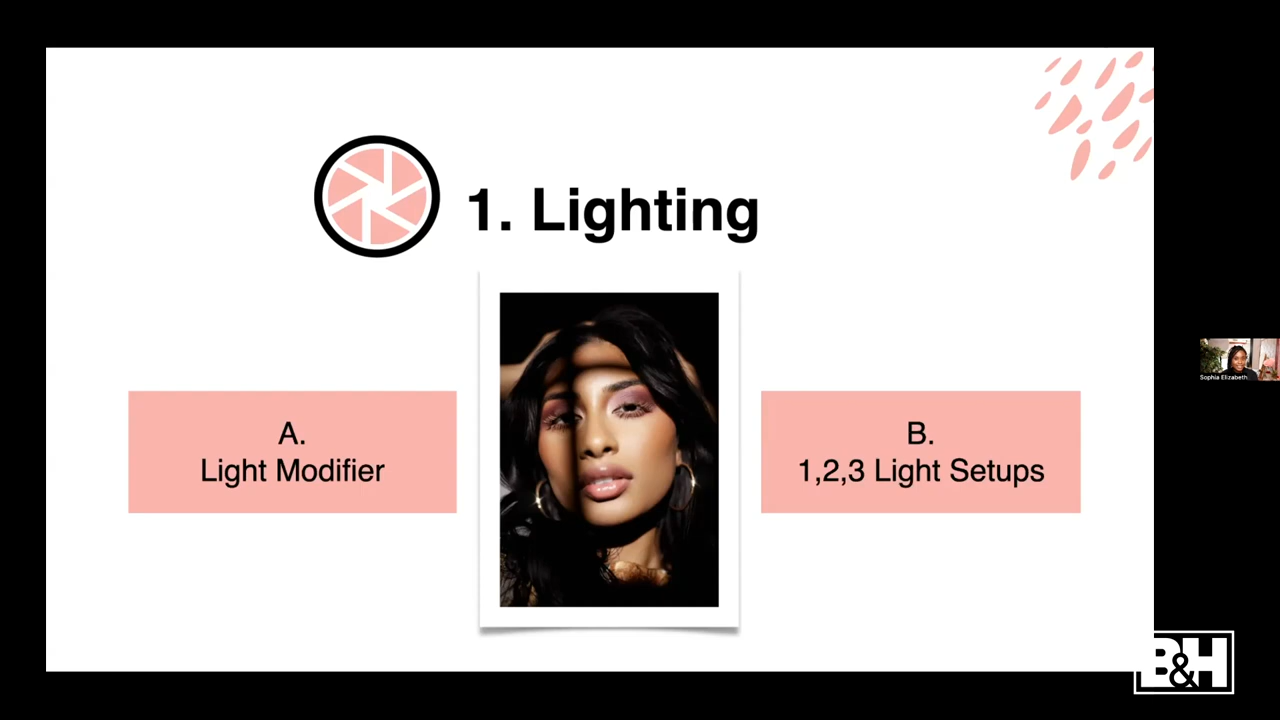 1. Lighting
A.
Light Modifier
B.
1,2,3 Light Setups
Sophia Elizabeth
B&H